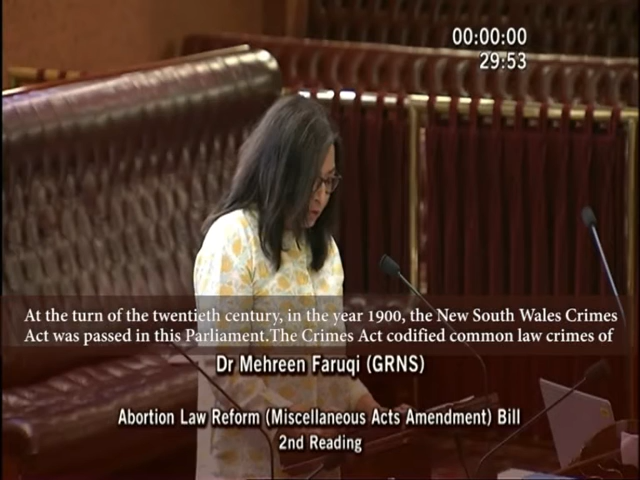 00:00:00
29:53
At the turn of the twentieth century, in the year 1900, the New South Wales Crimes
Act was passed in this Parliament.The Crimes Act codified common law crimes of
Dr Mehreen Faruqi (GRNS)
Abortion Law Reform (Miscellaneous Acts Amendment) Bill
2nd Reading